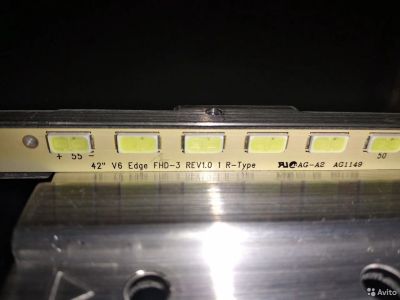 + 55 - 50
42" V6 Edge FHD-3 REV1.0 1 R-Type AG-A2 AG1149
Avito